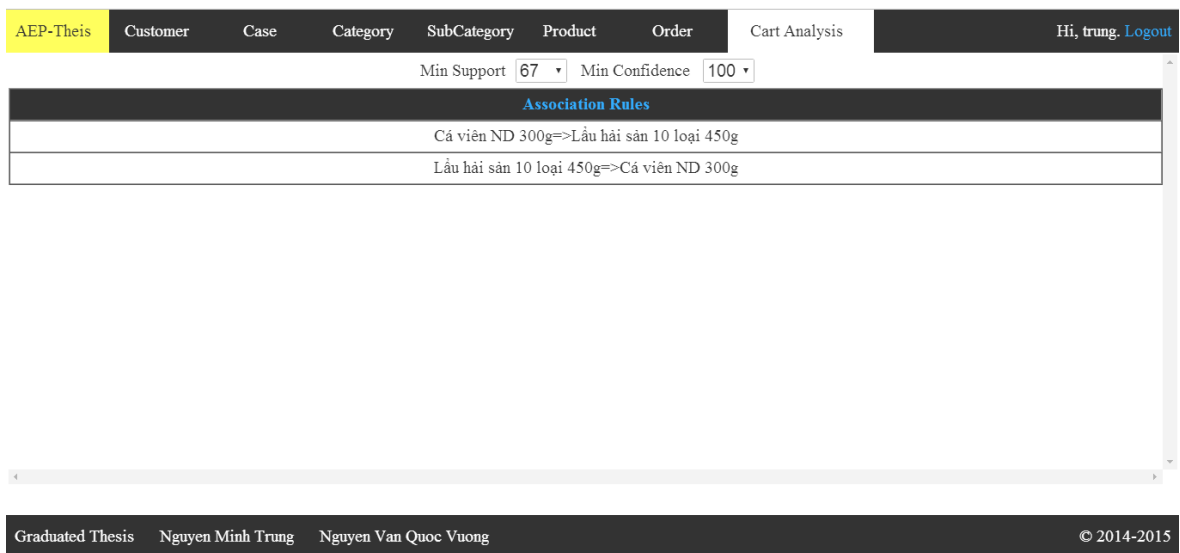 AEP-Theis Customer Case Category SubCategory Product Order Cart Analysis Hi, trung. Logout
Min Support 67 Min Confidence 100
Association Rules
Cá viên ND 300g=>Lẩu hải sản 10 loại 450g
Lẩu hải sản 10 loại 450g=>Cá viên ND 300g
Graduated Thesis Nguyen Minh Trung Nguyen Van Quoc Vuong © 2014-2015